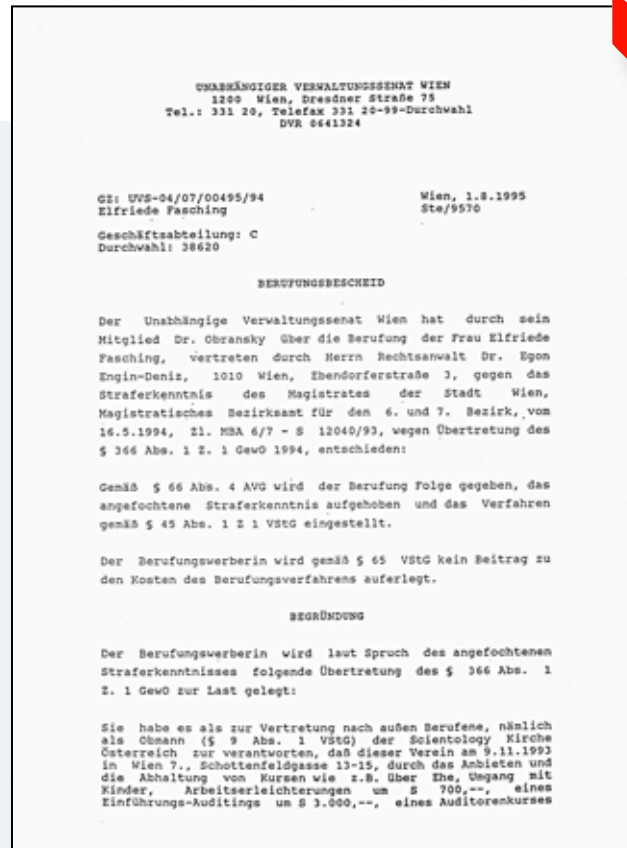 UNABHÄNGIGER VERWALTUNGSSENAT WIEN
1200 Wien, Dresdner Straße 75
Tel.: 331 20, Telefax 331 20-99-Durchwahl
DVR 0641324
GZ: UVS-04/07/00495/94
Elfriede Fasching
Wien, 1.8.1995
Ste/9570
Geschäftsabteilung: C
Durchwahl: 38620
BERUFUNGSBESCHEID
Der Unabhängige Verwaltungssenat Wien hat durch sein
Mitglied Dr. Obransky über die Berufung der Frau Elfriede
Fasching, vertreten durch Herrn Rechtsanwalt Dr. Egon
Engin-Deniz, 1010 Wien, Ebendorferstraße 3, gegen das
Straferkenntnis des Magistrates der Stadt Wien,
Magistratisches Bezirksamt für den 6. und 7. Bezirk, vom
16.5.1994, Zl. MBA 6/7 - S 12040/93, wegen Übertretung des
§ 366 Abs. 1 Z. 1 GewO 1994, entschieden:
Gemäß § 66 Abs. 4 AVG wird der Berufung Folge gegeben, das
angefochtene Straferkenntnis aufgehoben und das Verfahren
gemäß § 45 Abs. 1 Z 1 VStG eingestellt.
Der Berufungswerberin wird gemäß § 65 VStG kein Beitrag zu
den Kosten des Berufungsverfahrens auferlegt.
BEGRÜNDUNG
Der Berufungswerberin wird laut Spruch des angefochtenen
Straferkenntnisses folgende Übertretung des § 366 Abs. 1
Z. 1 GewO zur Last gelegt:
Sie habe es als zur Vertretung nach außen Berufene, nämlich
als Obmann (§ 9 Abs. 1 VStG) der Scientology Kirche
Österreich zur verantworten, daß dieser Verein am 9.11.1993
in Wien 7., Schottenfeldgasse 13-15, durch das Anbieten und
die Abhaltung von Kursen wie z.B. über Ehe, Umgang mit
Kinder, Arbeitserleichterungen um S 700,--, eines
Einführungs-Auditings um S 3.000,--, eines Auditorenkurses